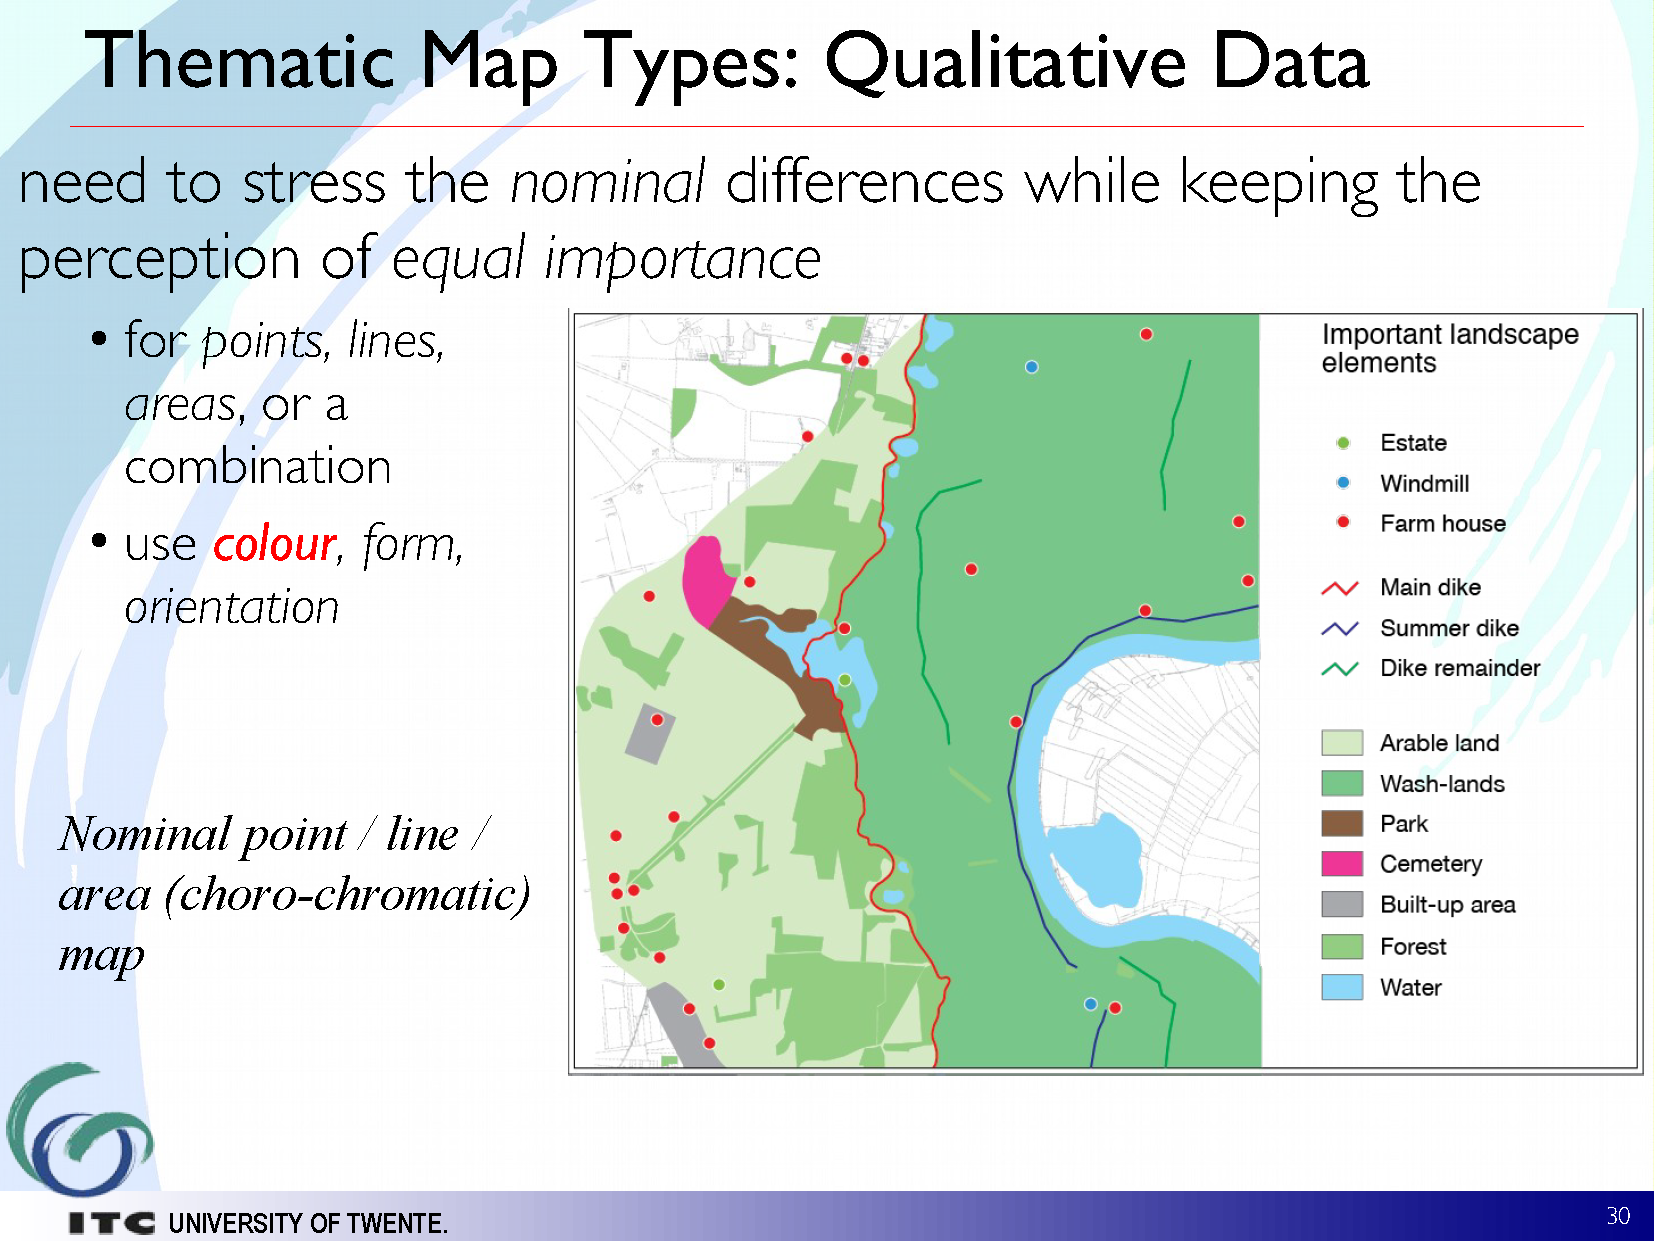 Thematic Map Types: Qualitative Data
need to stress the nominal differences while keeping the
perception of equal importance
• for points, lines,
areas, or a
combination
• use colour, form,
orientation
Nominal point / line /
area (choro-chromatic)
map
Important landscape
elements
Estate
Windmill
Farm house
Main dike
Summer dike
Dike remainder
Arable land
Wash-lands
Park
Cemetery
Built-up area
Forest
Water
ITC UNIVERSITY OF TWENTE.
30